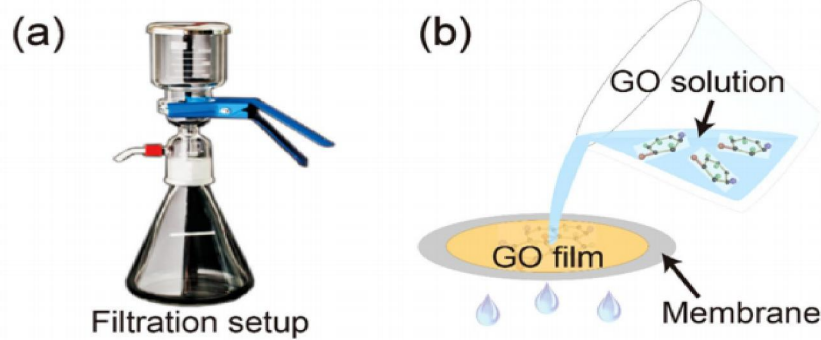 (a)
Filtration setup
(b)
GO solution
GO film
Membrane